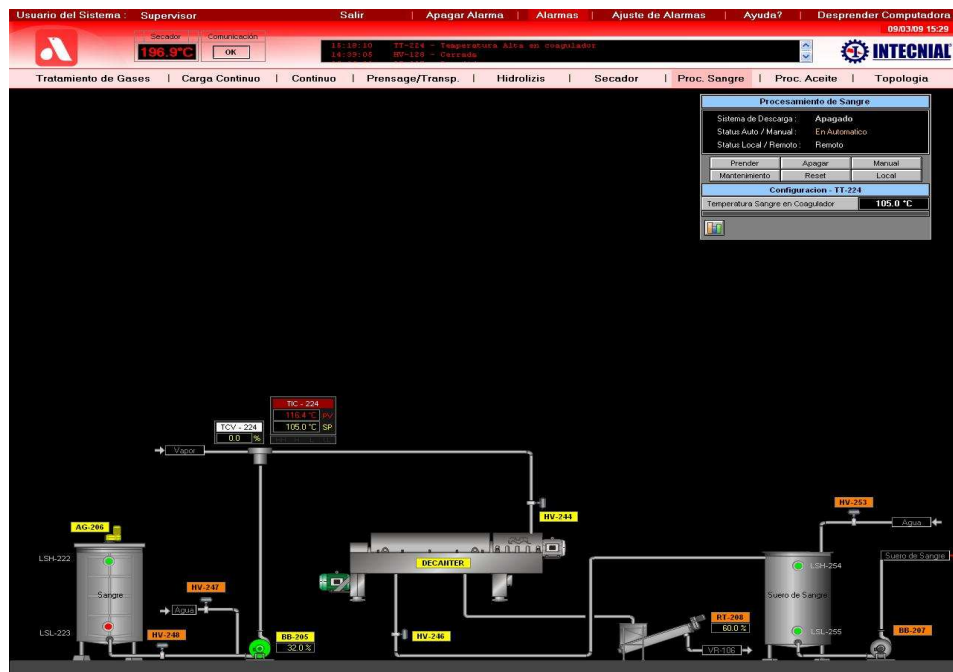 Usuario del Sistema : Supervisor Salir | Apagar Alarma | Alarmas | Ajuste de Alarmas | Ayuda? | Desprender Computadora
09/03/09 15:29
Secador Comunicación
196.9°C OK
15:19:10 TT-224 - Temperatura Alta en coagulador
14:39:08 HV-128 - Cerrada
INTECNIAL
Tratamiento de Gases | Carga Continuo | Continuo | Prensage/Transp. | Hidrolizis | Secador | Proc. Sangre | Proc. Aceite | Topologia
Procesamiento de Sangre
Sistema de Descarga : Apagado
Status Auto / Manual : En Automatico
Status Local / Remoto : Remoto
Prender Apagar Manual
Mantenimiento Reset Local
Configuracion - TT-224
Temperatura Sangre en Coagulador 105.0 °C
TIC - 224
116.4 °C PV
105.0 °C SP
TCV - 224
0.0 %
Vapor
HV-253
Agua
HV-244
AG-206
LSH-222
DECANTER
Suero de Sangre
LSH-254
Sangre
HV-247
Agua
Suero de Sangre
LSL-223
HV-248
BB-205
32.0 %
HV-246
RT-208
60.0 %
LSL-255
BB-207
VR-106